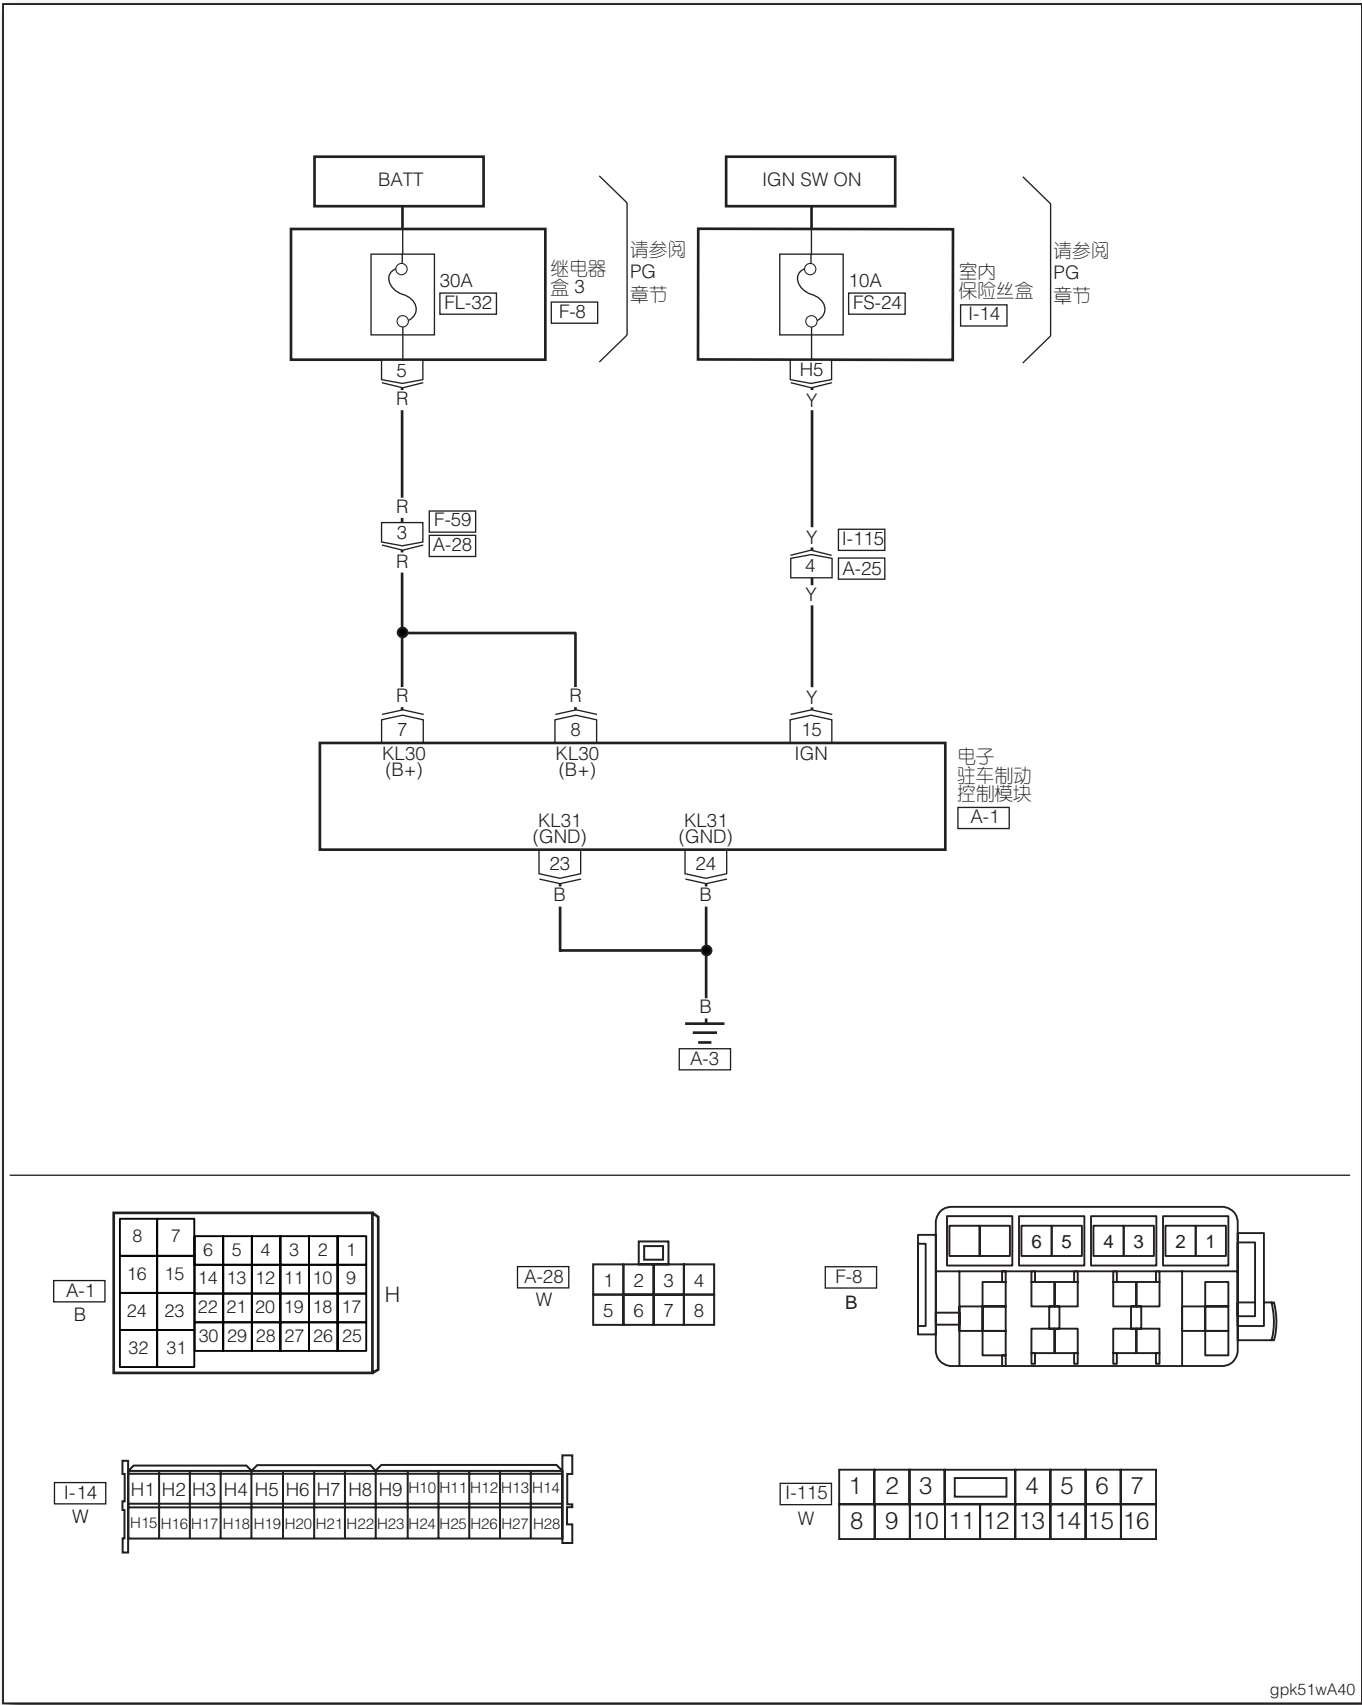 BATT
IGN SW ON
30A
FL-32
继电器
盒 3
F-8
请参阅
PG
章节
10A
FS-24
室内
保险丝盒
I-14
请参阅
PG
章节
5
R
H5
Y
R
3
F-59
A-28
R
Y
I-115
4
A-25
Y
R
R
Y
7
8
15
KL30
(B+)
KL30
(B+)
IGN
电子
驻车制动
控制模块
A-1
KL31
(GND)
KL31
(GND)
23
24
B
B
B
A-3
A-1
B
8 7
6 5 4 3 2 1
16 15 14 13 12 11 10 9
24 23 22 21 20 19 18 17
32 31 30 29 28 27 26 25
H
A-28
W
1 2 3 4
5 6 7 8
F-8
B
6 5 4 3 2 1
I-14
W
H1 H2 H3 H4 H5 H6 H7 H8 H9 H10 H11 H12 H13 H14
H15 H16 H17 H18 H19 H20 H21 H22 H23 H24 H25 H26 H27 H28
I-115
W
1 2 3 4 5 6 7
8 9 10 11 12 13 14 15 16
gpk51wA40